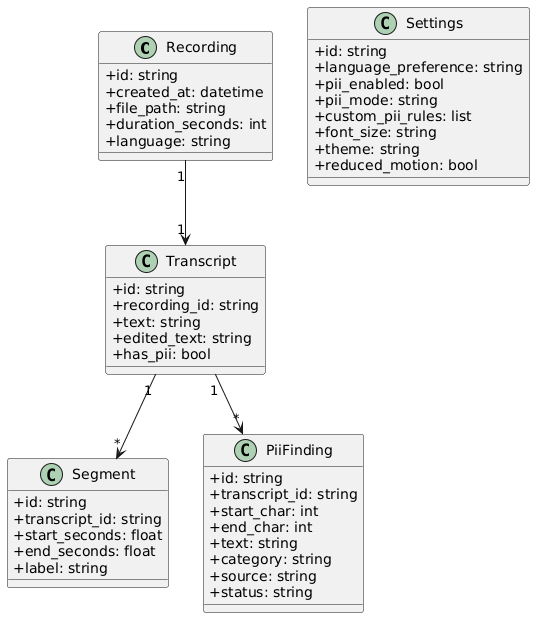 C Recording
+id: string
+created_at: datetime
+file_path: string
+duration_seconds: int
+language: string
C Settings
+id: string
+language_preference: string
+pii_enabled: bool
+pii_mode: string
+custom_pii_rules: list
+font_size: string
+theme: string
+reduced_motion: bool
1
1
C Transcript
+id: string
+recording_id: string
+text: string
+edited_text: string
+has_pii: bool
1
1
*
*
C Segment
+id: string
+transcript_id: string
+start_seconds: float
+end_seconds: float
+label: string
C PiiFinding
+id: string
+transcript_id: string
+start_char: int
+end_char: int
+text: string
+category: string
+source: string
+status: string